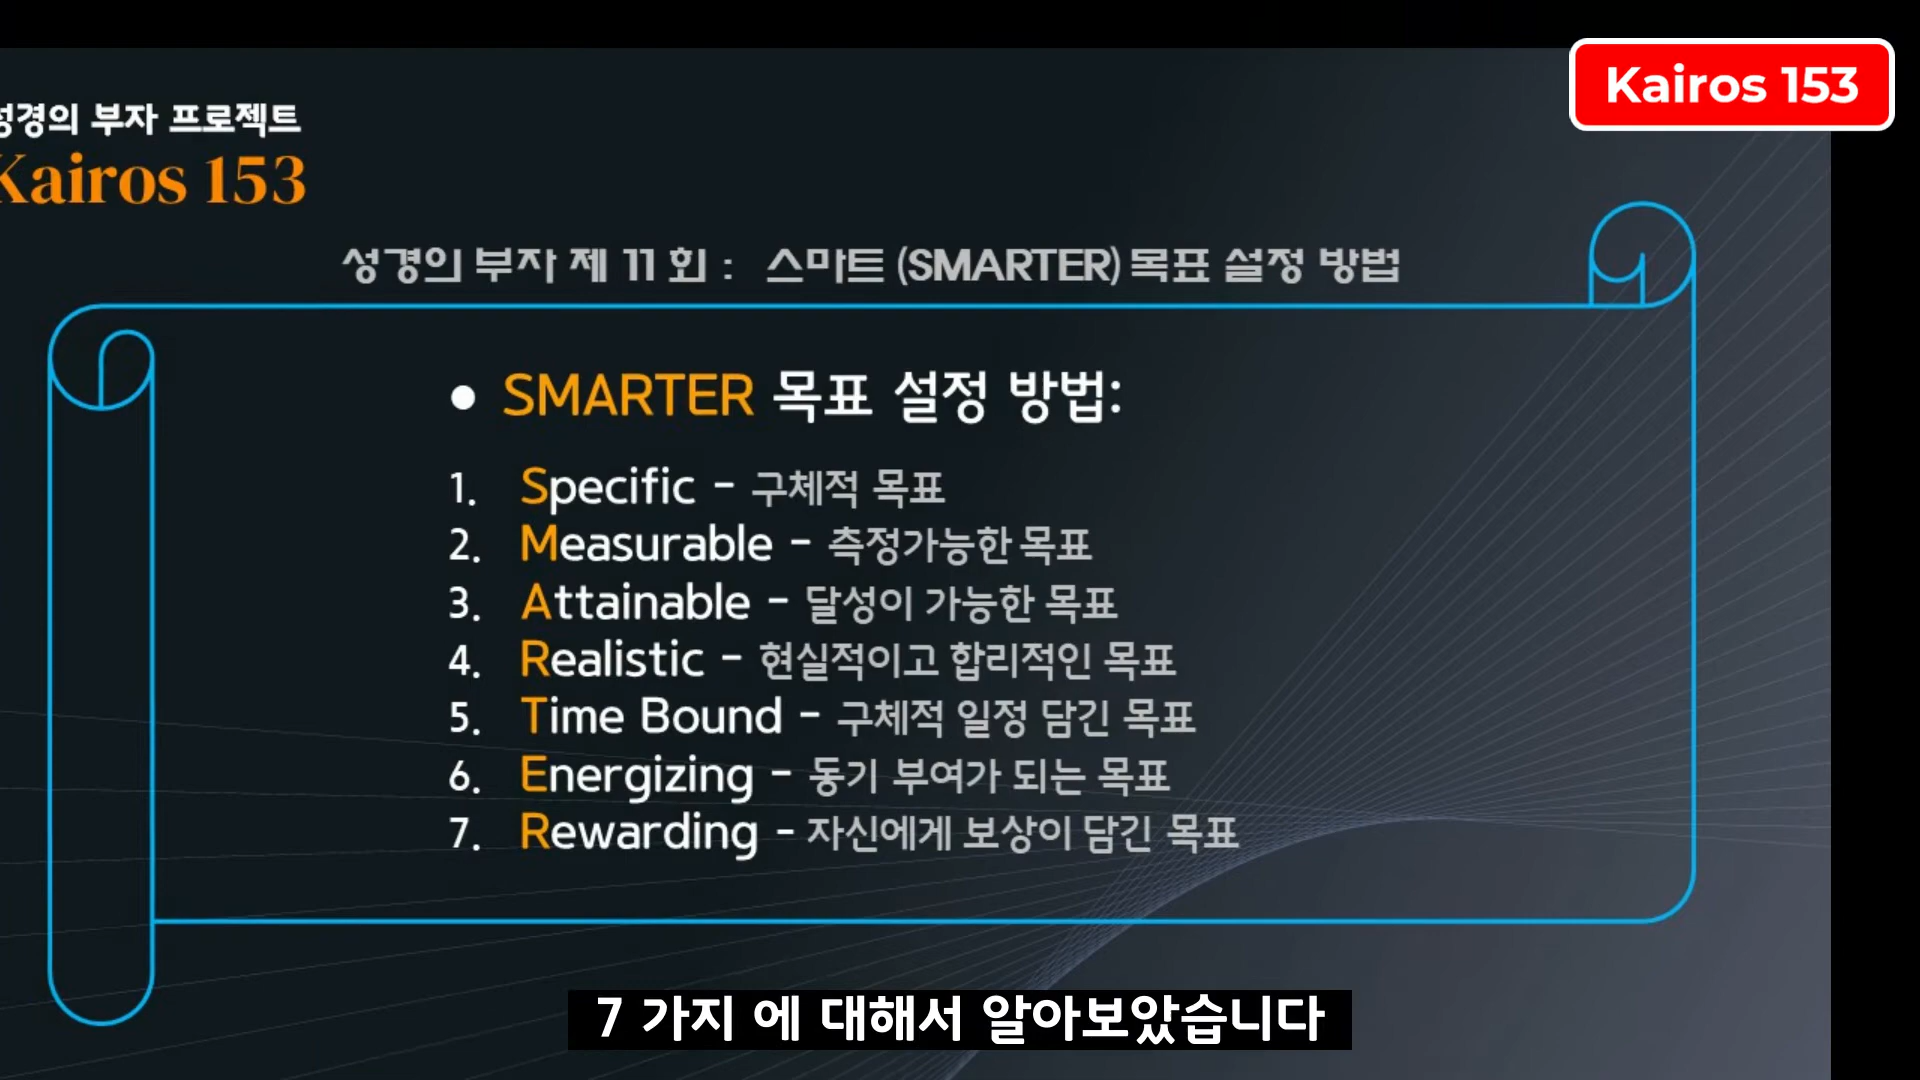 Kairos 153
성경의 부자 프로젝트
Kairos 153
성경의 부자 제 11 회 : 스마트 (SMARTER) 목표 설정 방법
● SMARTER 목표 설정 방법:
1. Specific - 구체적 목표
2. Measurable - 측정가능한 목표
3. Attainable - 달성이 가능한 목표
4. Realistic - 현실적이고 합리적인 목표
5. Time Bound - 구체적 일정 담긴 목표
6. Energizing - 동기 부여가 되는 목표
7. Rewarding - 자신에게 보상이 담긴 목표
7 가지 에 대해서 알아보았습니다